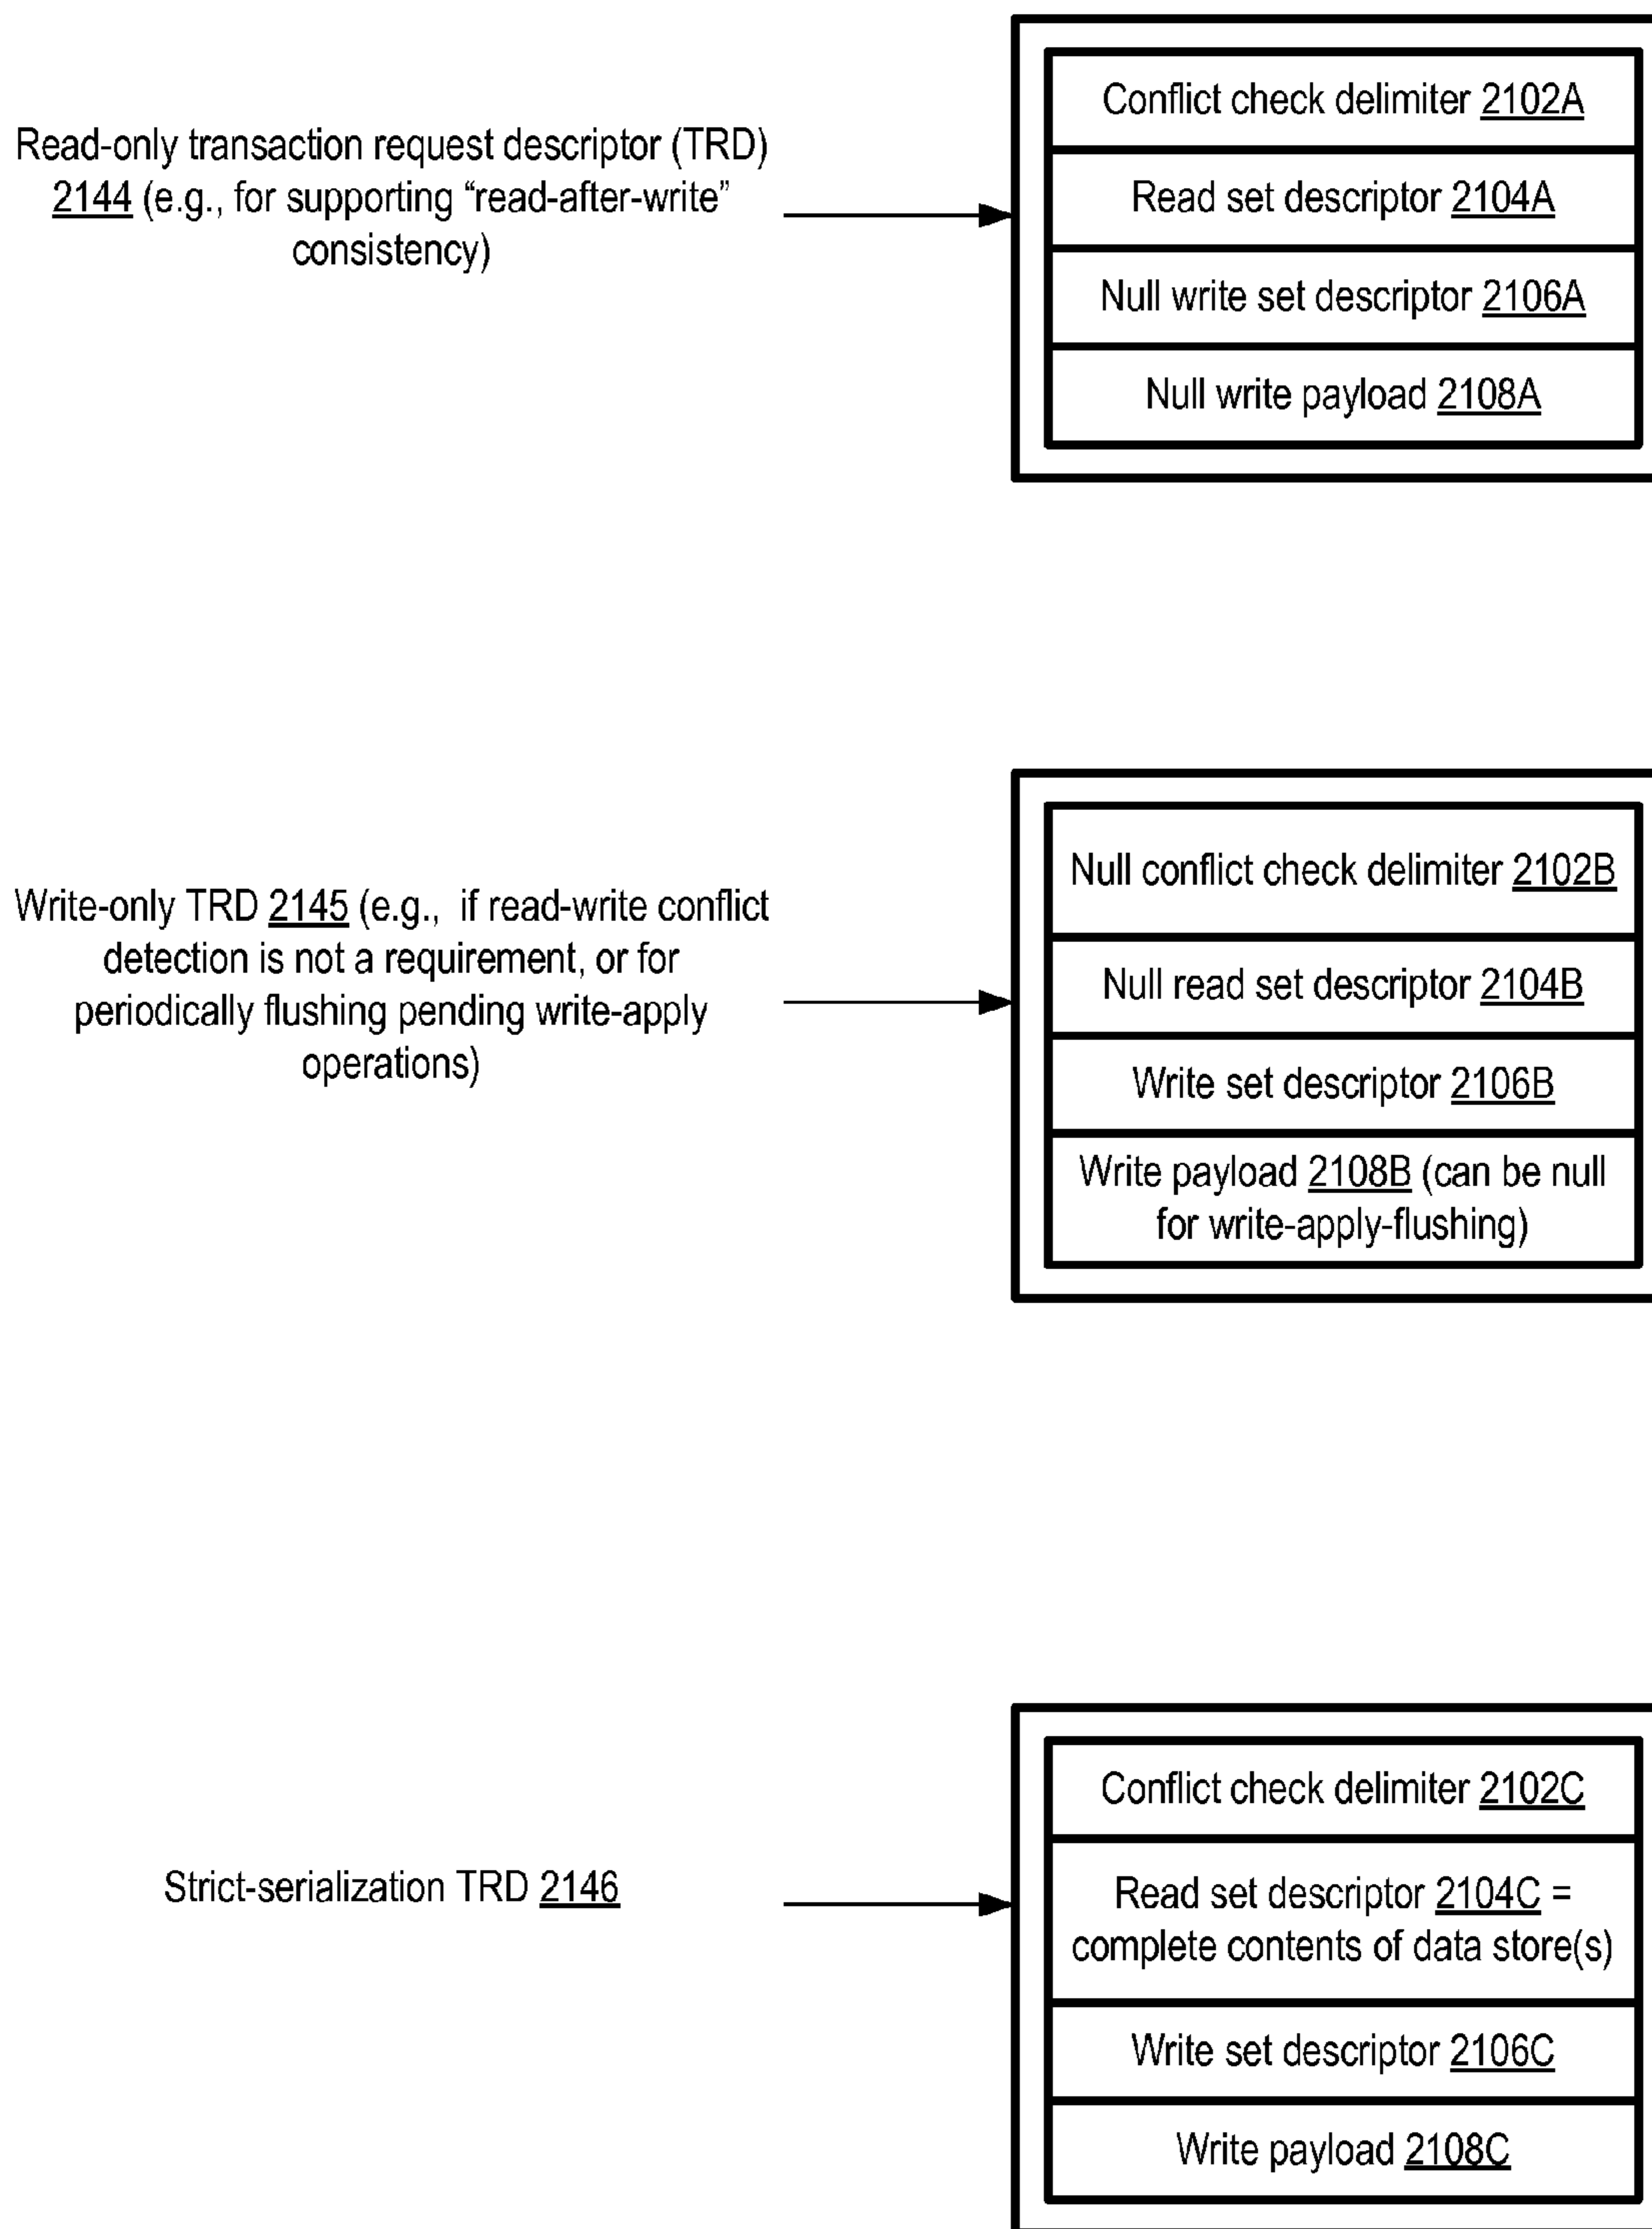 Read-only transaction request descriptor (TRD)
2144 (e.g., for supporting “read-after-write”
consistency)
Conflict check delimiter 2102A
Read set descriptor 2104A
Null write set descriptor 2106A
Null write payload 2108A
Write-only TRD 2145 (e.g., if read-write conflict
detection is not a requirement, or for
periodically flushing pending write-apply
operations)
Null conflict check delimiter 2102B
Null read set descriptor 2104B
Write set descriptor 2106B
Write payload 2108B (can be null
for write-apply-flushing)
Strict-serialization TRD 2146
Conflict check delimiter 2102C
Read set descriptor 2104C =
complete contents of data store(s)
Write set descriptor 2106C
Write payload 2108C